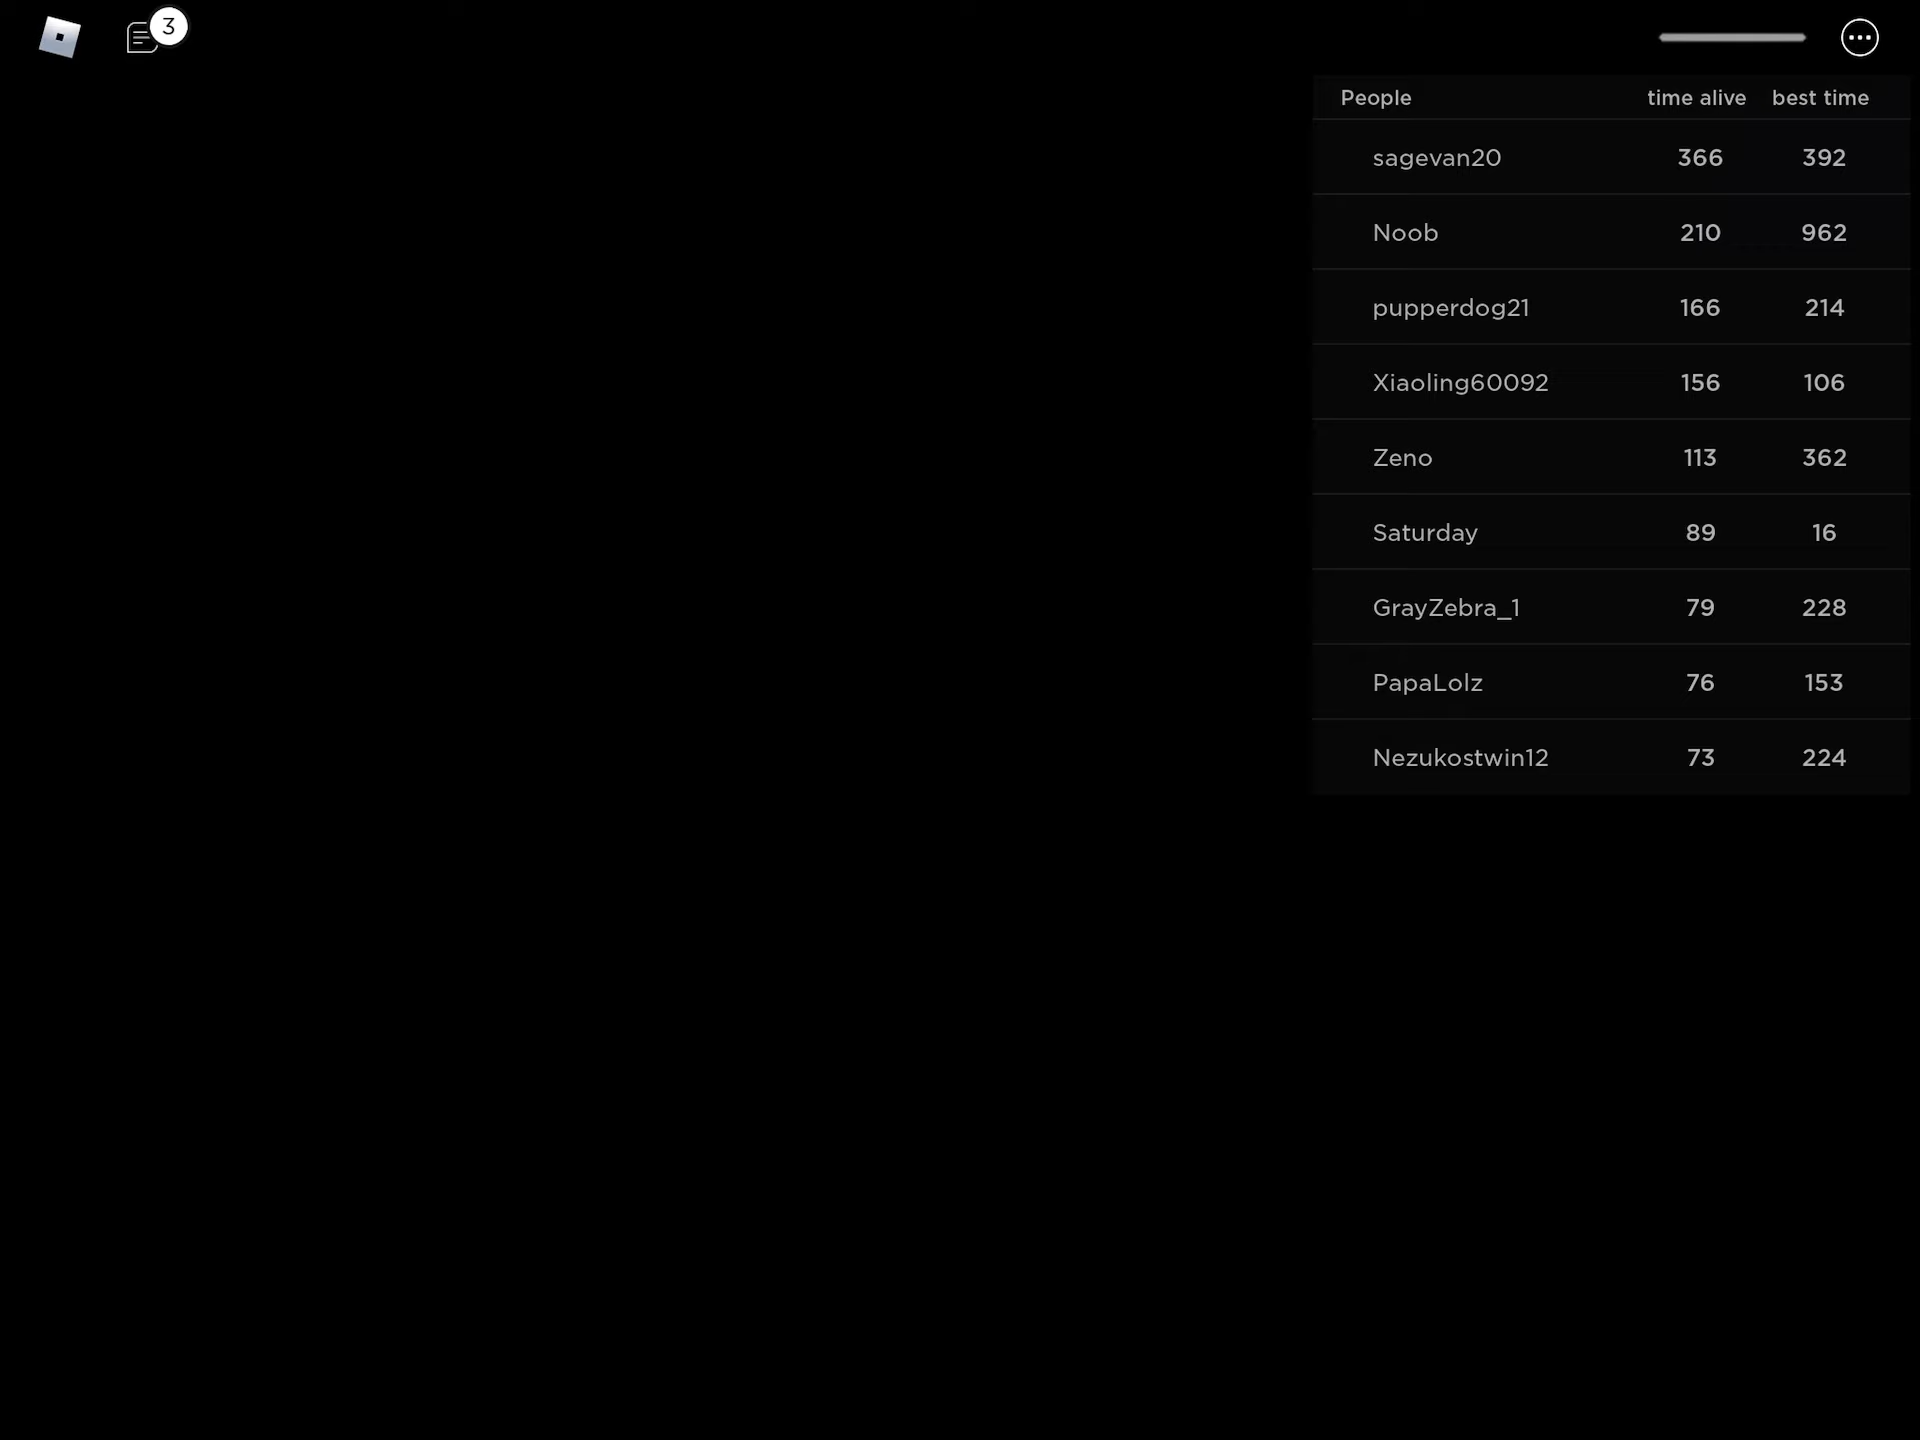 3
People time alive best time
sagevan20 366 392
Noob 210 962
pupperdog21 166 214
Xiaoling60092 156 106
Zeno 113 362
Saturday 89 16
GrayZebra_1 79 228
PapaLolz 76 153
Nezukostwin12 73 224